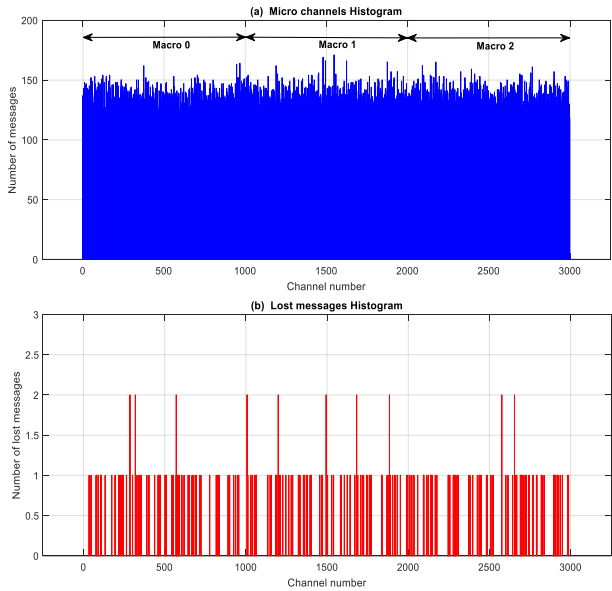 (a) Micro channels Histogram
200
150
100
50
0
Number of messages
Macro 0
Macro 1
Macro 2
0 500 1000 1500 2000 2500 3000
Channel number
(b) Lost messages Histogram
3
2.5
2
1.5
1
0.5
0
Number of lost messages
0 500 1000 1500 2000 2500 3000
Channel number